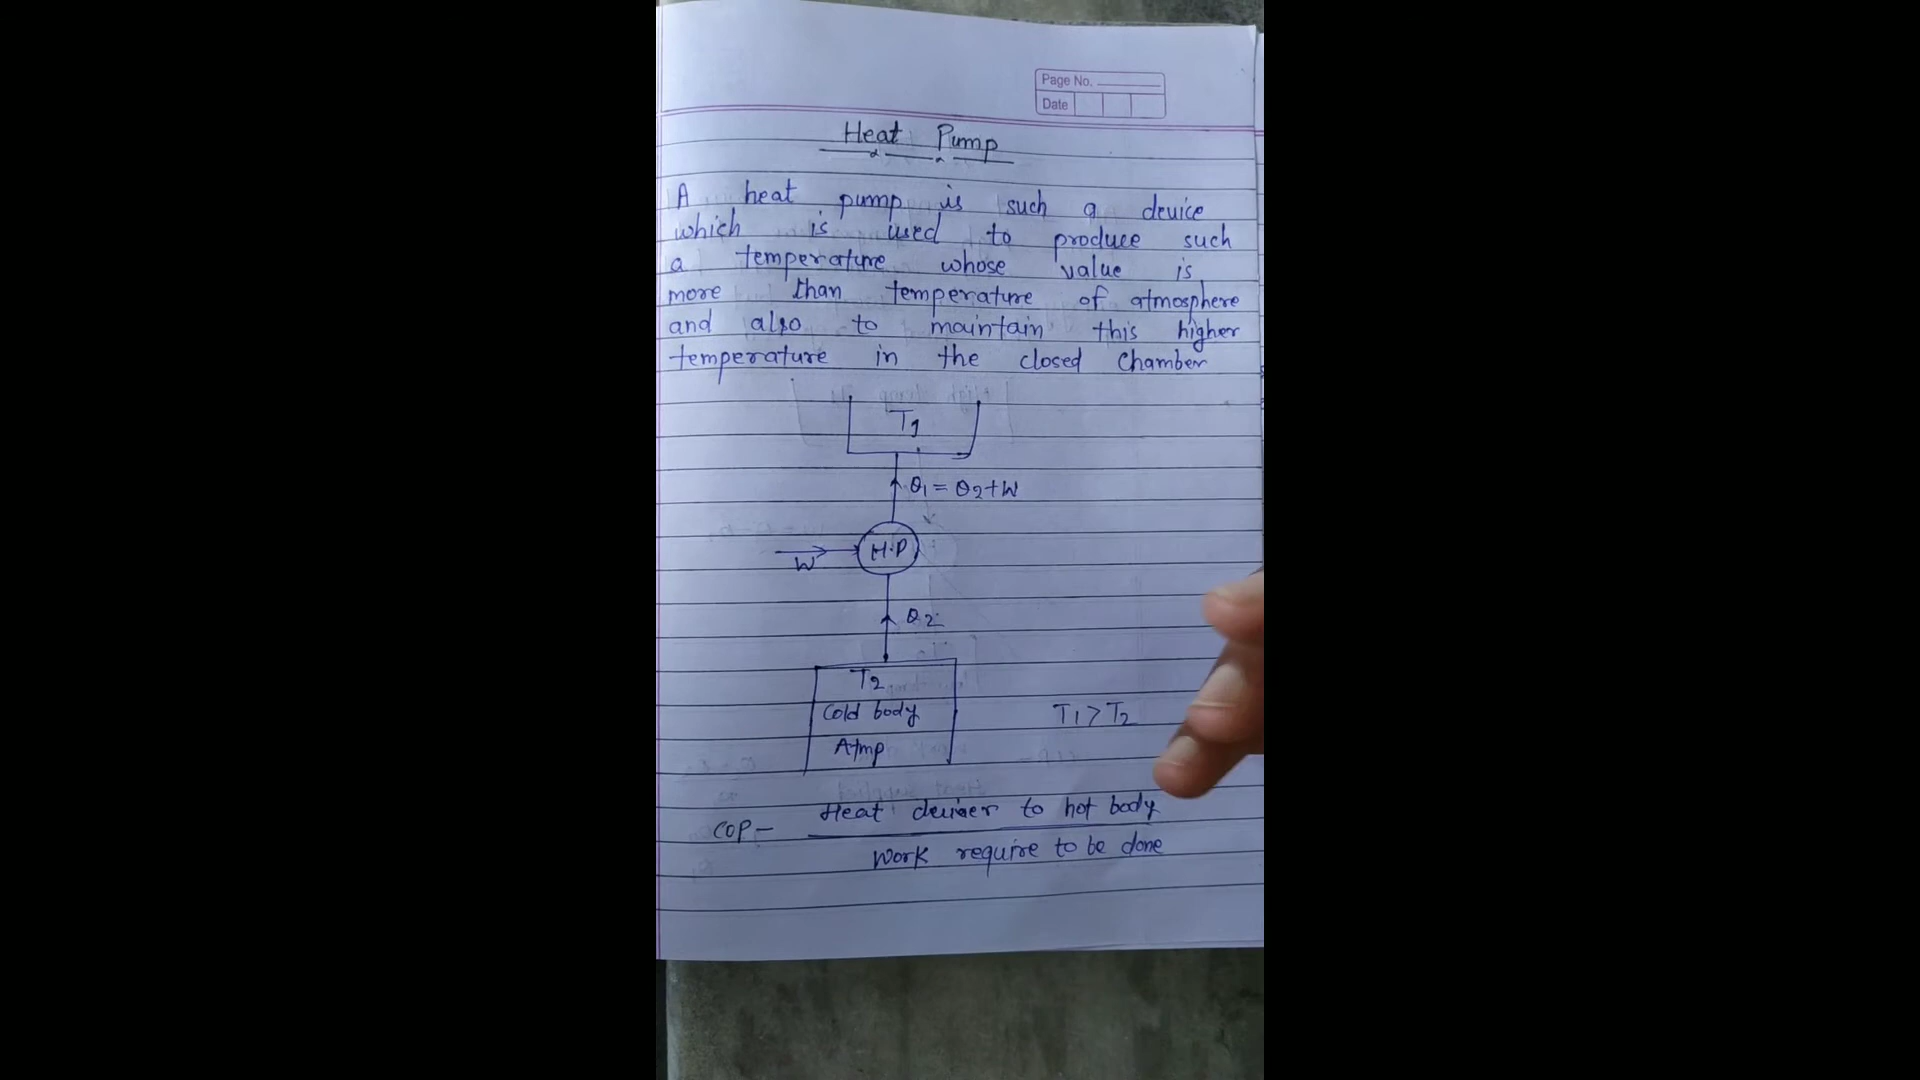 Page No.
Date
Heat Pump
A heat pump is such a device
which is used to produce such
a temperature whose value is
more than temperature of atmosphere
and also to maintain this higher
temperature in the closed chamber
T1
Q1 = Q2+W
H.P
W
Q2
T2
Cold body
Atmp
T1 > T2
Heat deviver to hot body
COP-
Work require to be done